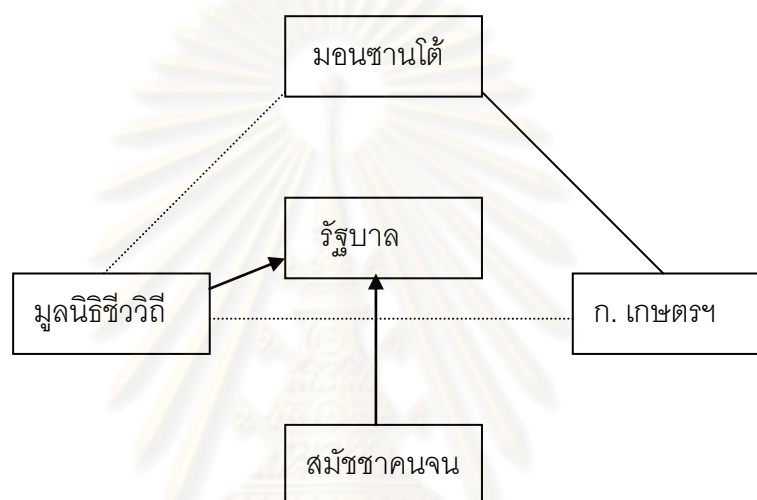 มอนซานโต้
รัฐบาล
มูลนิธิชีววิถี
ก. เกษตรฯ
สมัชชาคนจน